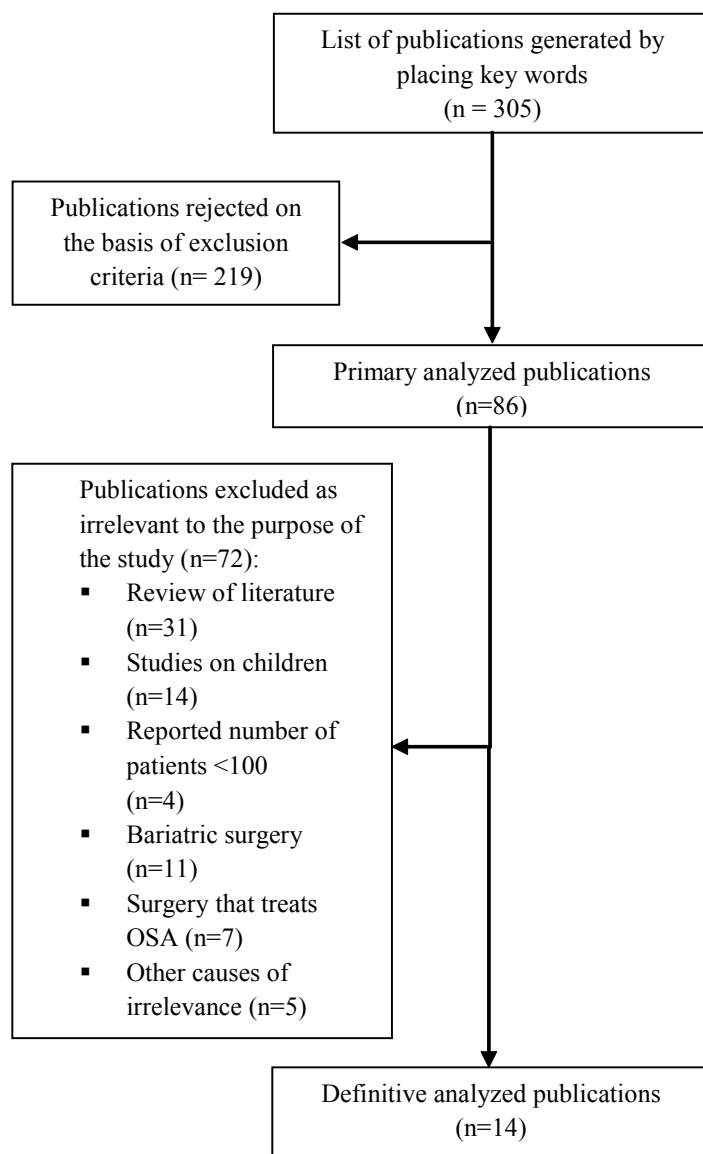 List of publications generated by
placing key words
(n = 305)
Publications rejected on
the basis of exclusion
criteria (n= 219)
Primary analyzed publications
(n=86)
Publications excluded as
irrelevant to the purpose of
the study (n=72):
▪ Review of literature
(n=31)
▪ Studies on children
(n=14)
▪ Reported number of
patients <100
(n=4)
▪ Bariatric surgery
(n=11)
▪ Surgery that treats
OSA (n=7)
▪ Other causes of
irrelevance (n=5)
Definitive analyzed publications
(n=14)